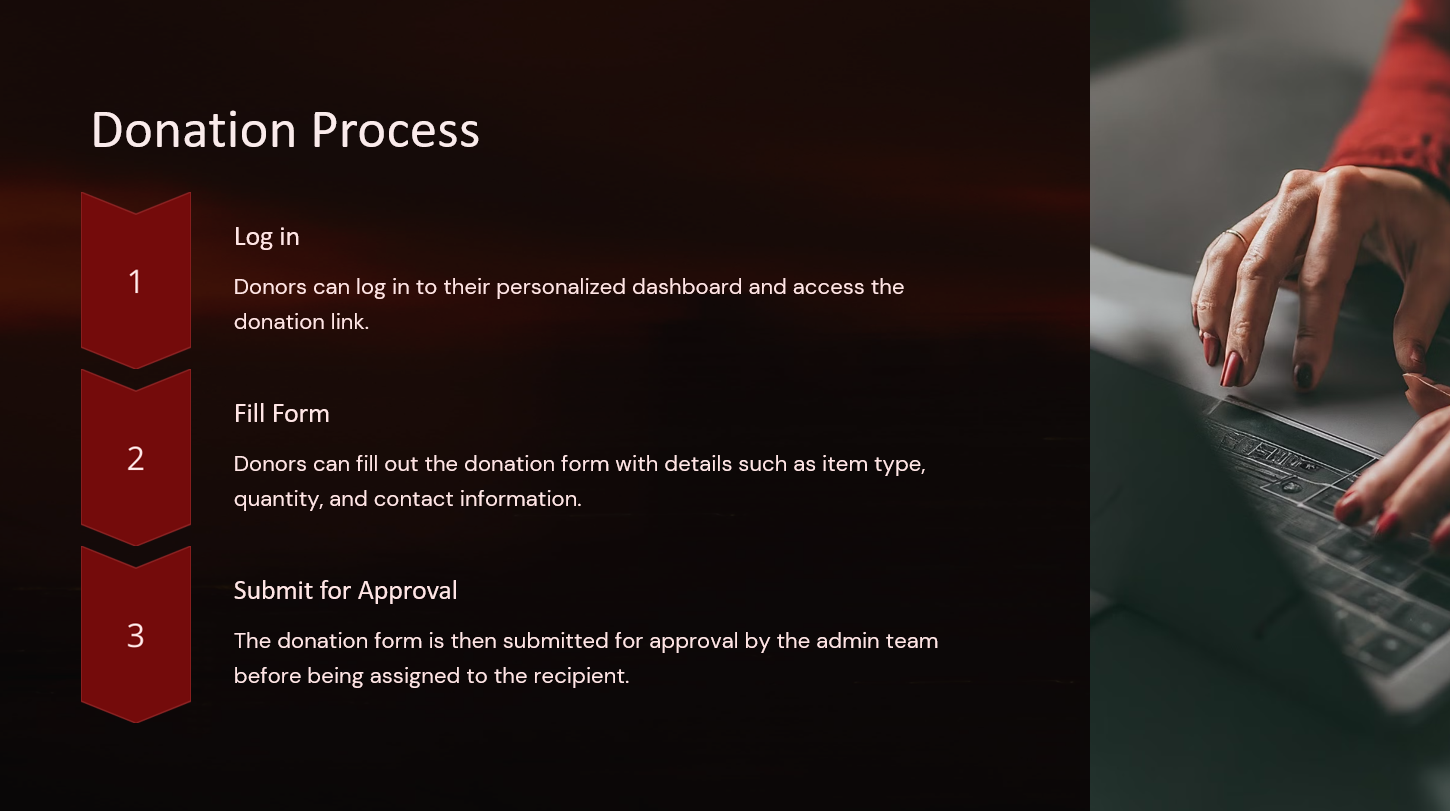 Donation Process
1
Log in
Donors can log in to their personalized dashboard and access the
donation link.
2
Fill Form
Donors can fill out the donation form with details such as item type,
quantity, and contact information.
3
Submit for Approval
The donation form is then submitted for approval by the admin team
before being assigned to the recipient.